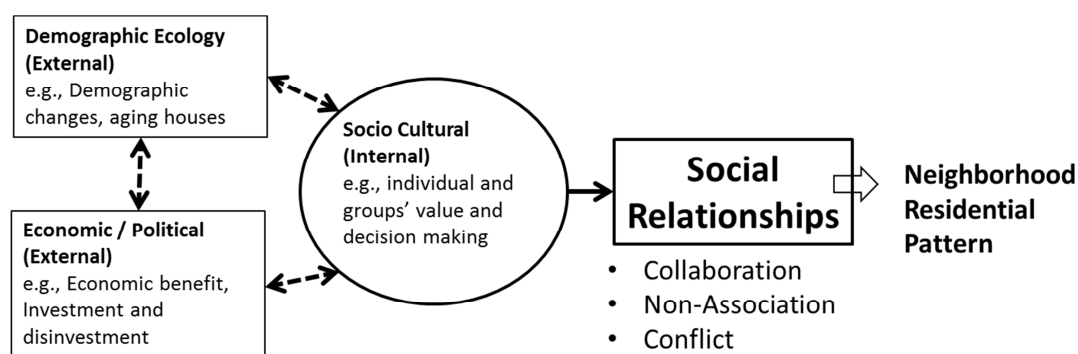 Demographic Ecology
(External)
e.g., Demographic
changes, aging houses
Economic / Political
(External)
e.g., Economic benefit,
Investment and
disinvestment
Socio Cultural
(Internal)
e.g., individual and
groups’ value and
decision making
Social
Relationships
• Collaboration
• Non-Association
• Conflict
Neighborhood
Residential
Pattern